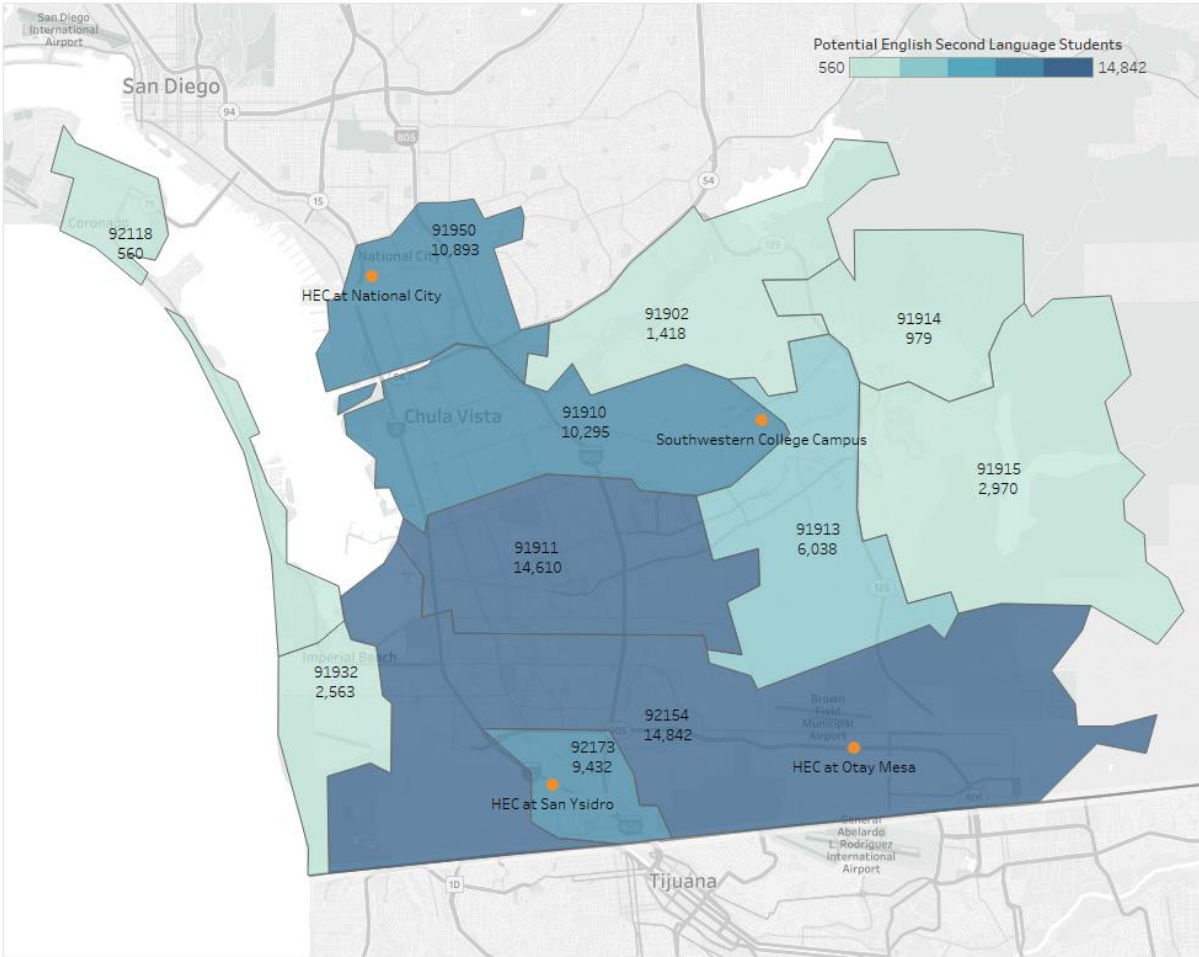 San Diego
International
Airport
Potential English Second Language Students
560
14,842
San Diego
94
805
15
54
75
Coronado
92118
560
91950
10,893
National City
HEC at National City
125
91902
1,418
91914
979
Chula Vista
5
91910
10,295
805
Southwestern College Campus
91915
2,970
91913
6,038
91911
14,610
125
Imperial Beach
91932
2,563
92154
14,842
905
Brown
Field
Municipal
Airport
92173
9,432
HEC at Otay Mesa
HEC at San Ysidro
905
General
Abelardo
L. Rodríguez
International
Airport
Tijuana
1D